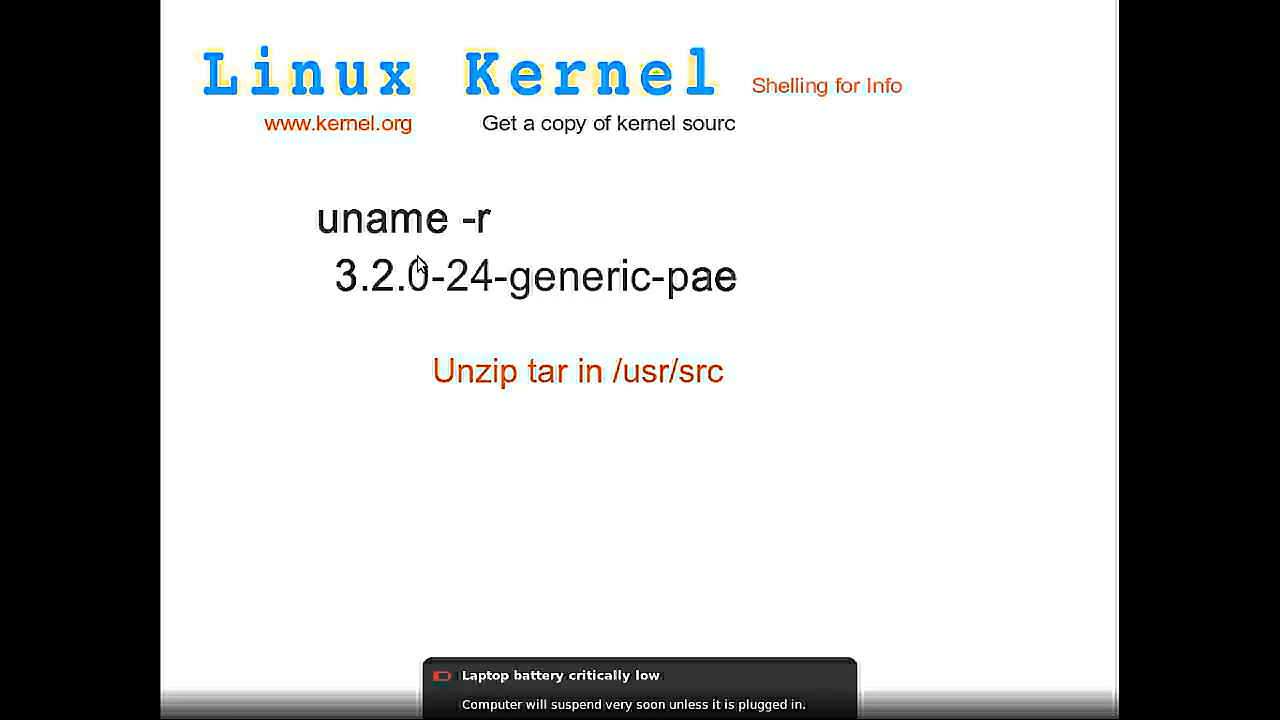 Linux Kernel Shelling for Info
www.kernel.org Get a copy of kernel sourc
uname -r
3.2.0-24-generic-pae
Unzip tar in /usr/src
Laptop battery critically low
Computer will suspend very soon unless it is plugged in.